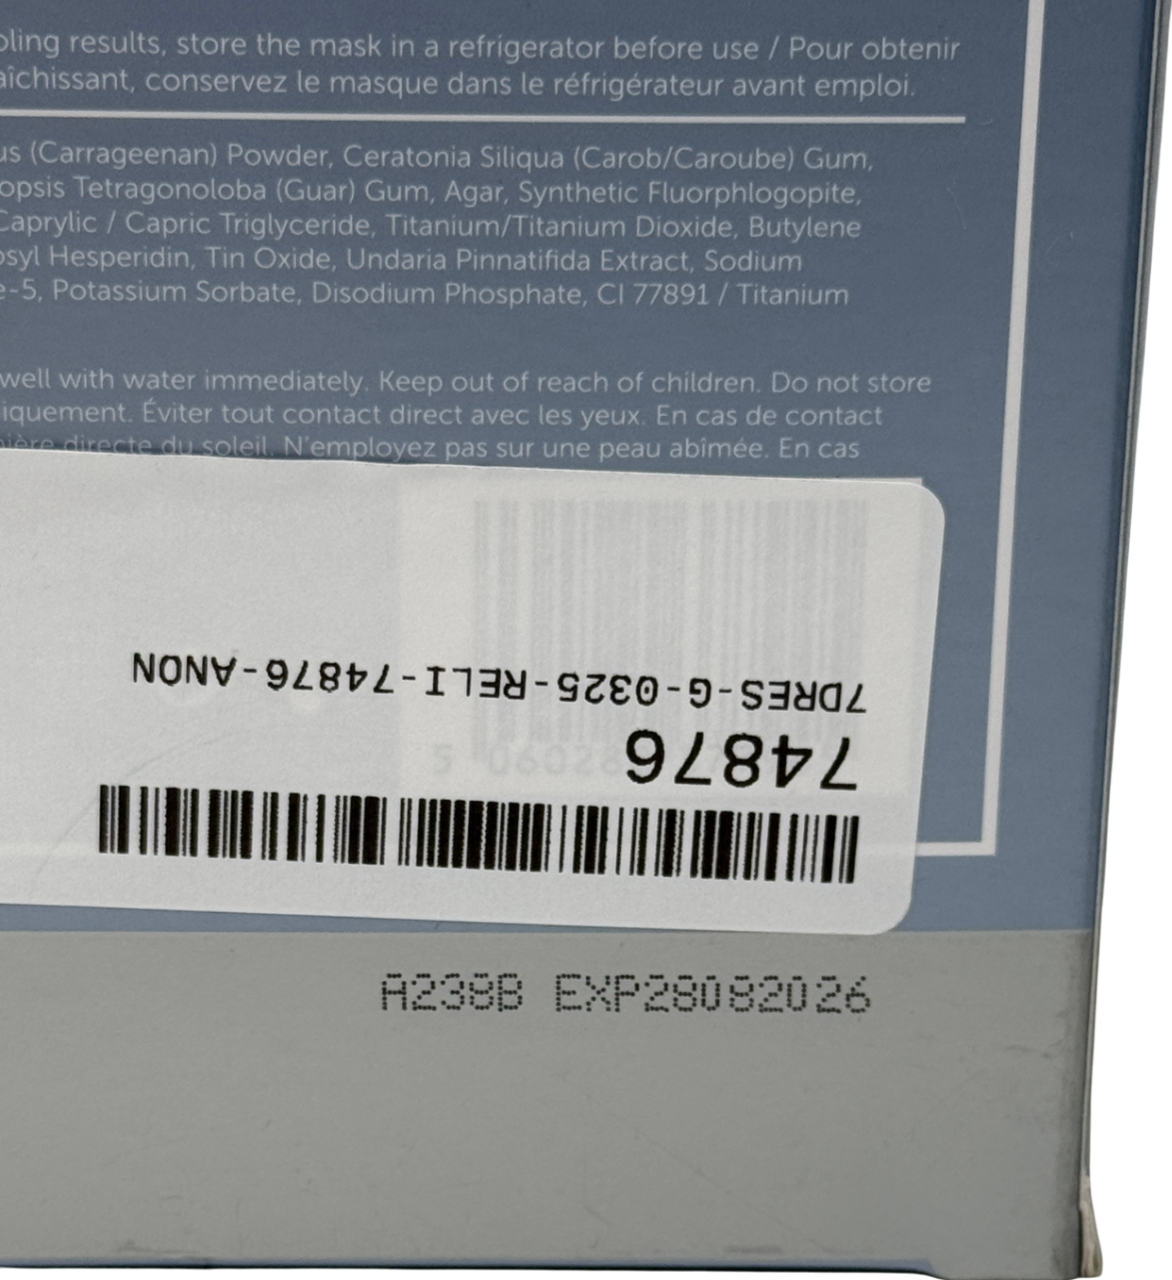 oling results, store the mask in a refrigerator before use / Pour obtenir
aîchissant, conservez le masque dans le réfrigérateur avant emploi.
us (Carrageenan) Powder, Ceratonia Siliqua (Carob/Caroube) Gum,
opsis Tetragonoloba (Guar) Gum, Agar, Synthetic Fluorphlogopite,
Caprylic / Capric Triglyceride, Titanium/Titanium Dioxide, Butylene
osyl Hesperidin, Tin Oxide, Undaria Pinnatifida Extract, Sodium
e-5, Potassium Sorbate, Disodium Phosphate, CI 77891 / Titanium
well with water immediately. Keep out of reach of children. Do not store
iquement. Éviter tout contact direct avec les yeux. En cas de contact
ière directe du soleil. N'employez pas sur une peau abîmée. En cas
74876
7DRES-G-0325-RELI-74876-ANON
A238B EXP28082026